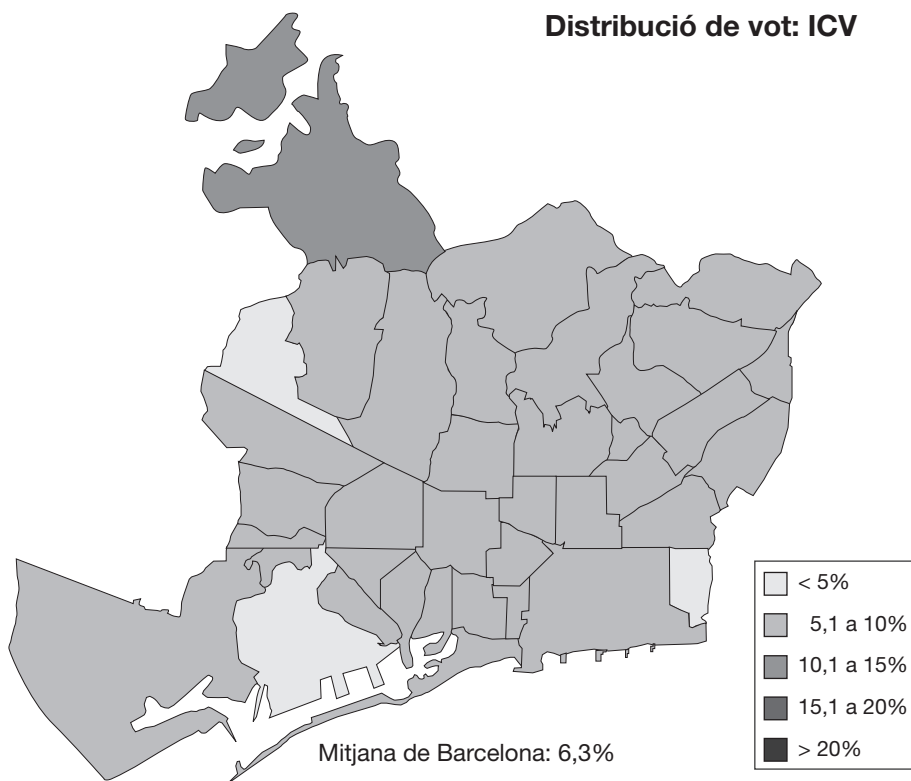 Distribució de vot: ICV
< 5%
5,1 a 10%
10,1 a 15%
15,1 a 20%
> 20%
Mitjana de Barcelona: 6,3%